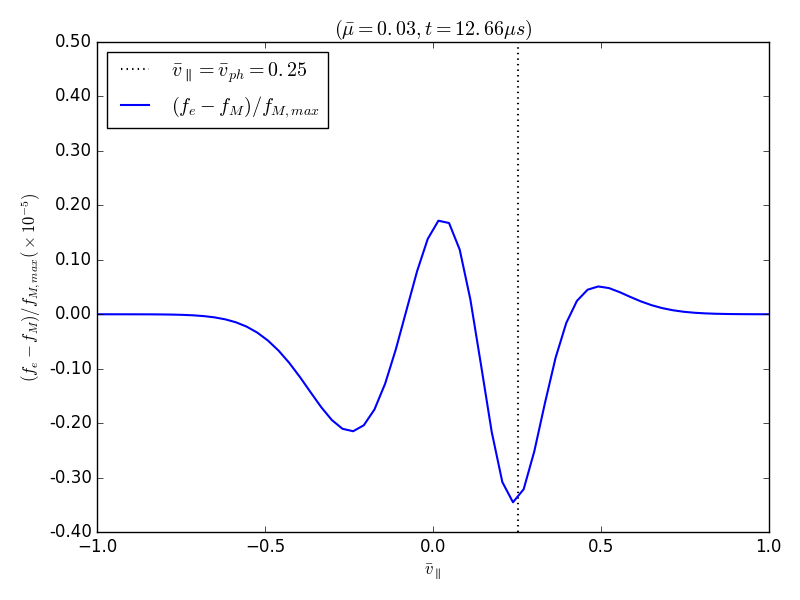 (μ̄ = 0.03, t = 12.66μs)
v̄∥ = v̄ph = 0.25
(fe − fM)/fM,max
0.50
0.40
0.30
0.20
0.10
0.00
−0.10
−0.20
−0.30
−0.40
(fe − fM)/fM,max(×10⁻⁵)
−1.0 −0.5 0.0 0.5 1.0
v̄∥